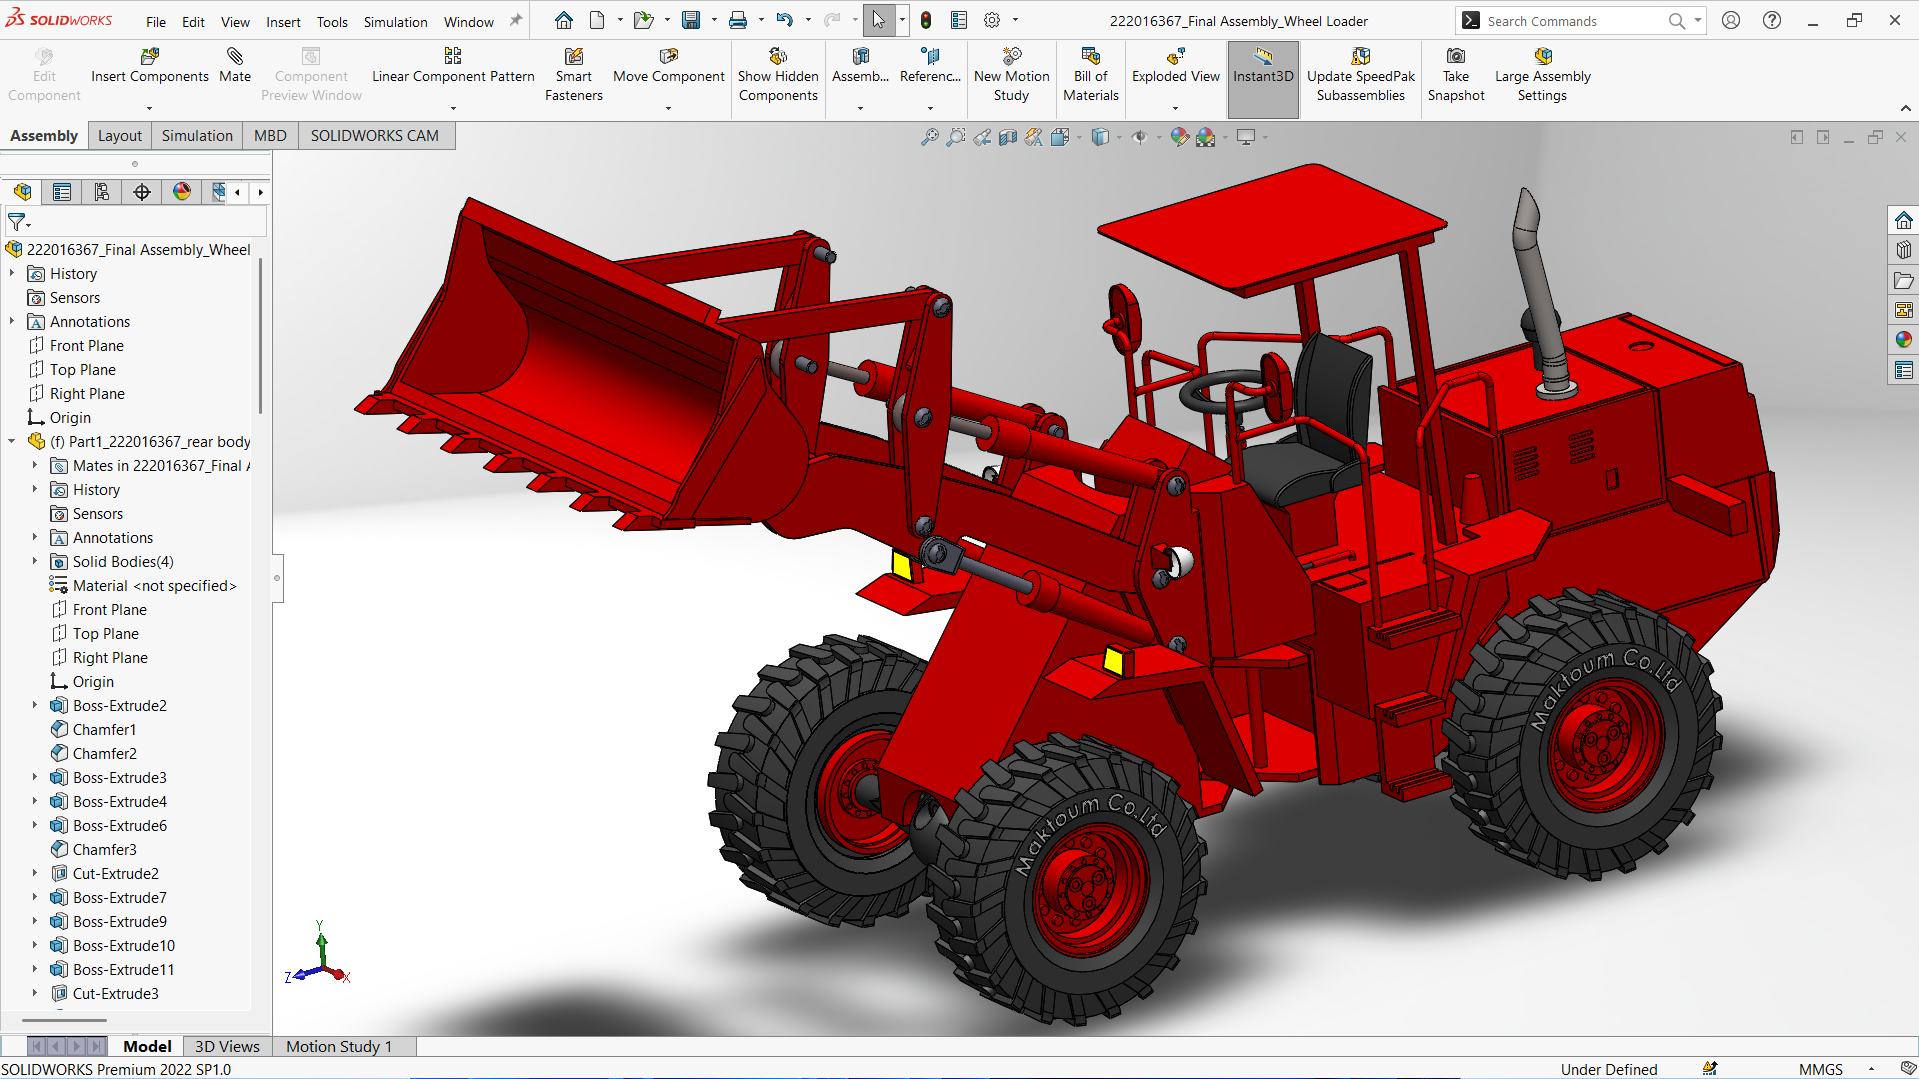 SOLIDWORKS
File Edit View Insert Tools Simulation Window
222016367_Final Assembly_Wheel Loader
Search Commands
Edit Component
Insert Components
Mate
Component Preview Window
Linear Component Pattern
Smart Fasteners
Move Component
Show Hidden Components
Assemb...
Referenc...
New Motion Study
Bill of Materials
Exploded View
Instant3D
Update SpeedPak Subassemblies
Take Snapshot
Large Assembly Settings
Assembly Layout Simulation MBD SOLIDWORKS CAM
222016367_Final Assembly_Wheel
History
Sensors
Annotations
Front Plane
Top Plane
Right Plane
Origin
(f) Part1_222016367_rear body
Mates in 222016367_Final A
History
Sensors
Annotations
Solid Bodies(4)
Material <not specified>
Front Plane
Top Plane
Right Plane
Origin
Boss-Extrude2
Chamfer1
Chamfer2
Boss-Extrude3
Boss-Extrude4
Boss-Extrude6
Chamfer3
Cut-Extrude2
Boss-Extrude7
Boss-Extrude9
Boss-Extrude10
Boss-Extrude11
Cut-Extrude3
Maktoum Co.Ltd
Maktoum Co.Ltd
Y
Z
X
Model 3D Views Motion Study 1
SOLIDWORKS Premium 2022 SP1.0
Under Defined
MMGS